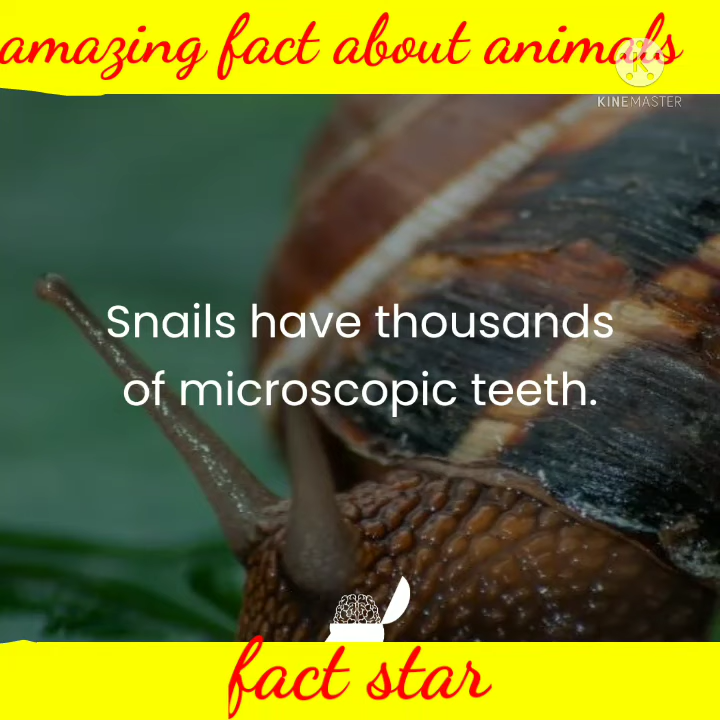 amazing fact about animals
KINEMASTER
Snails have thousands
of microscopic teeth.
fact star